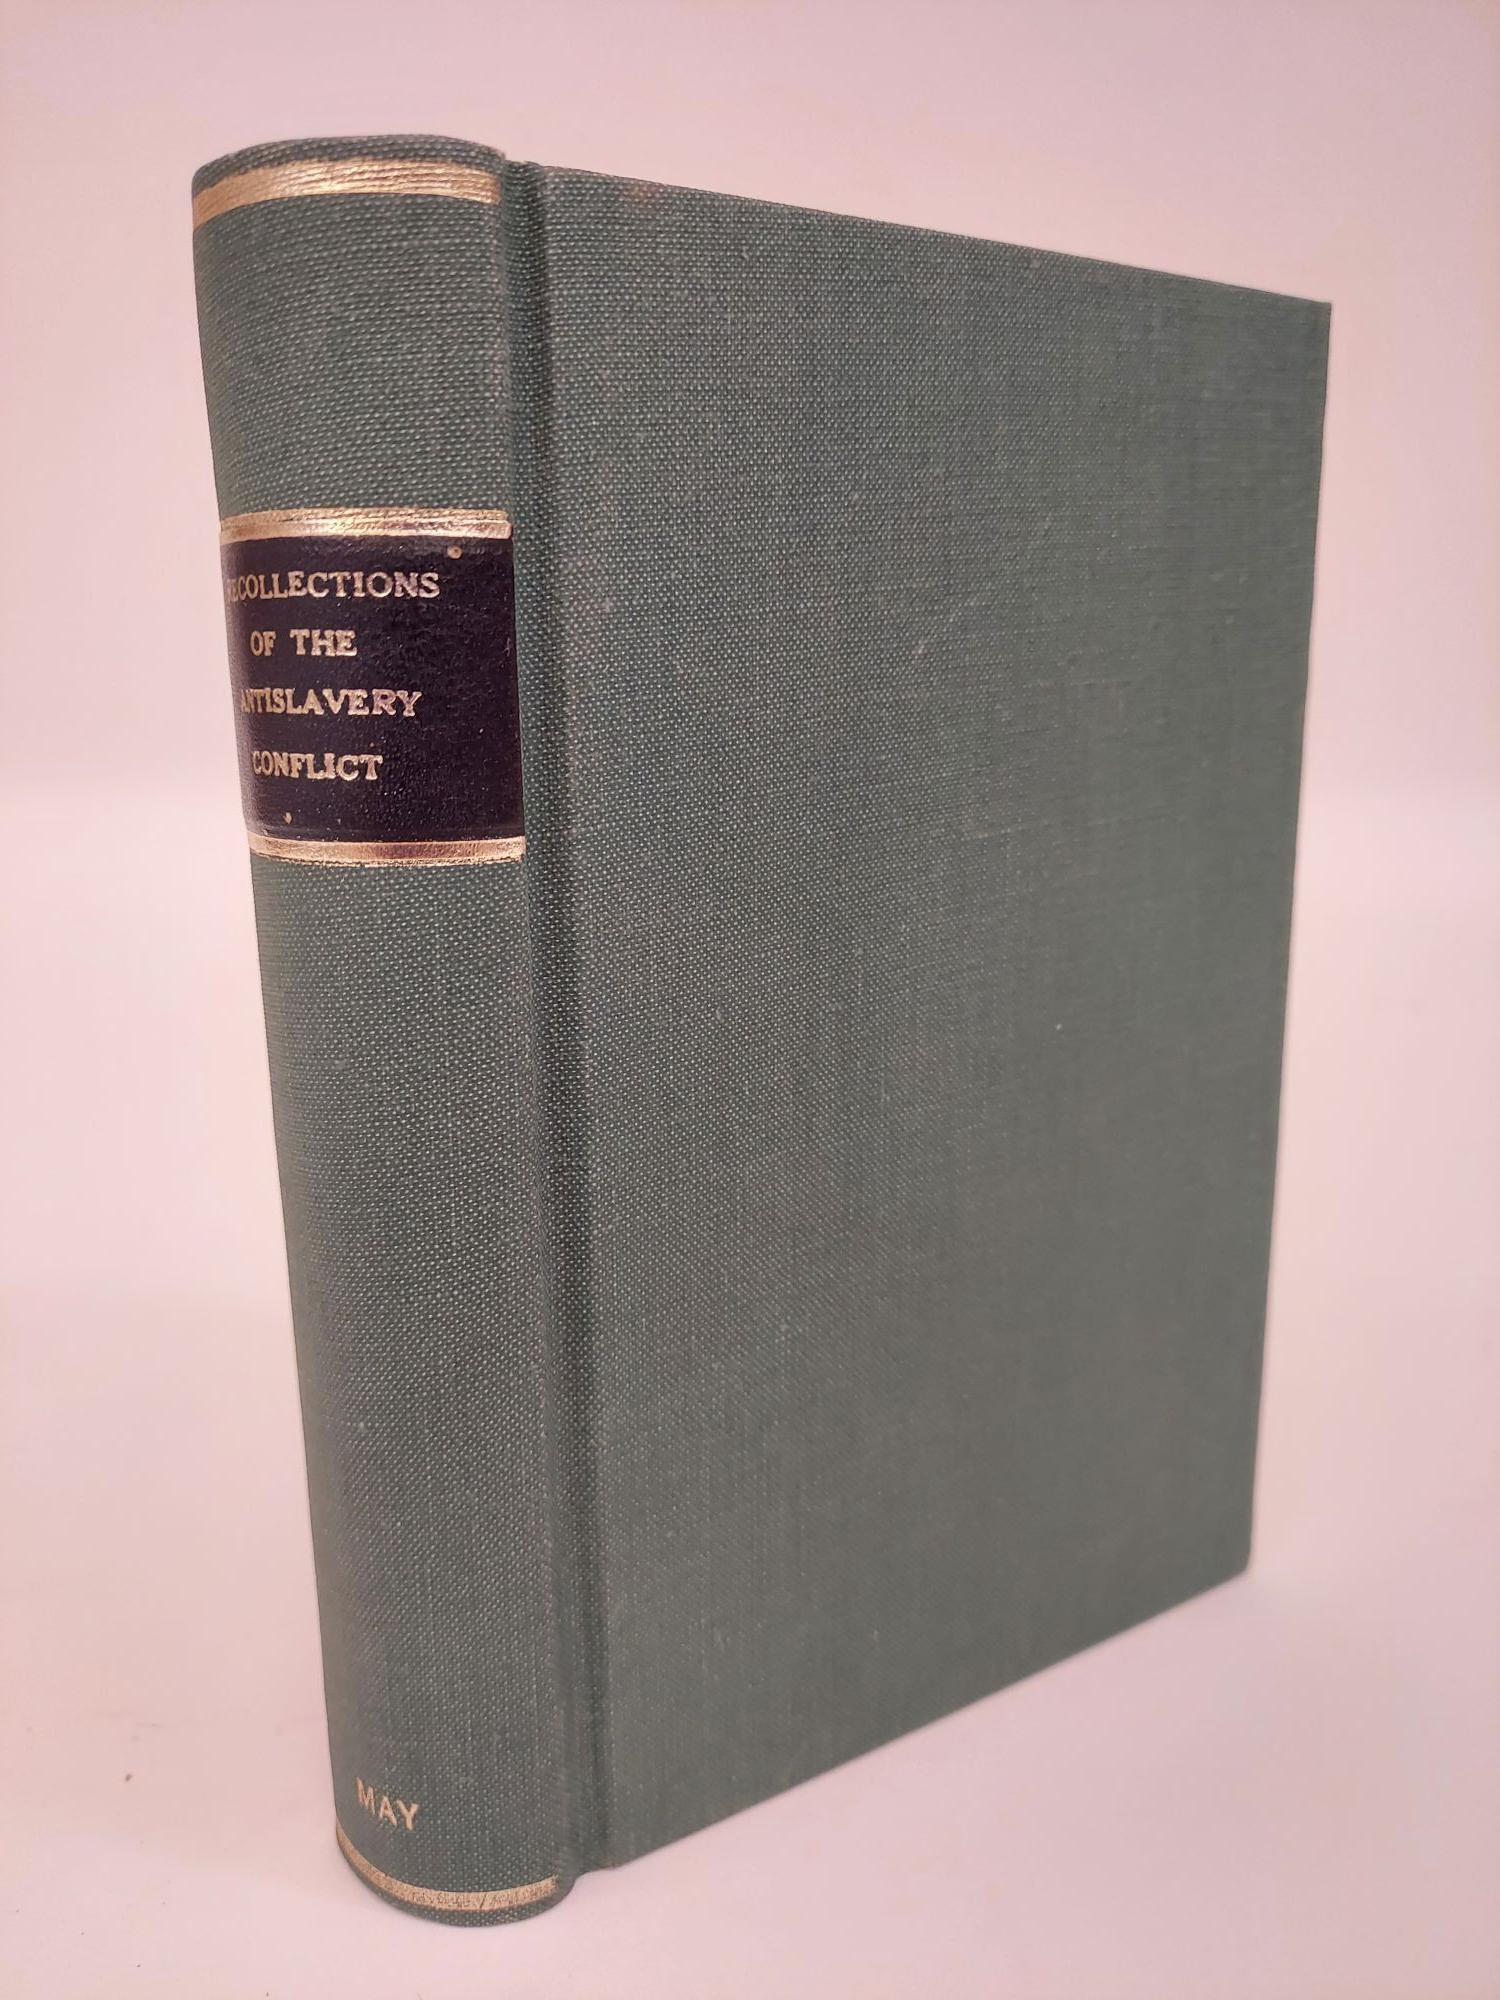 RECOLLECTIONS
OF THE
ANTISLAVERY
CONFLICT
MAY